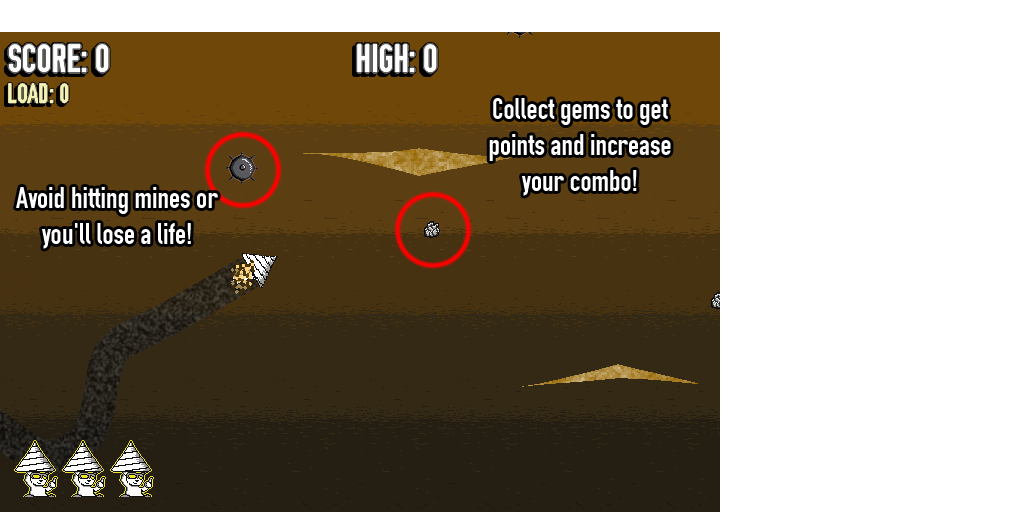 SCORE: 0
HIGH: 0
LOAD: 0
Collect gems to get
points and increase
your combo!
Avoid hitting mines or
you'll lose a life!